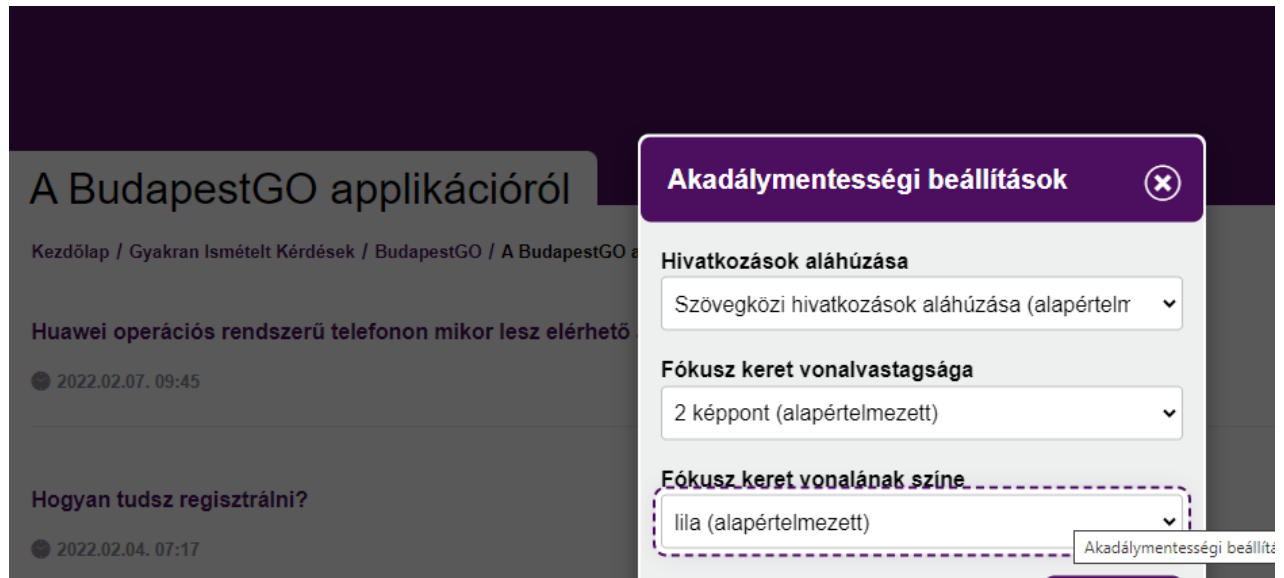 A BudapestGO applikációról
Kezdőlap / Gyakran Ismételt Kérdések / BudapestGO / A BudapestGO
Huawei operációs rendszerű telefonon mikor lesz elérhető
2022.02.07. 09:45
Hogyan tudsz regisztrálni?
2022.02.04. 07:17
Akadálymentességi beállítások
Hivatkozások aláhúzása
Szövegközi hivatkozások aláhúzása (alapértelm
Fókusz keret vonalvastagsága
2 képpont (alapértelmezett)
Fókusz keret vonalának színe
lila (alapértelmezett)
Akadálymentességi beállítá